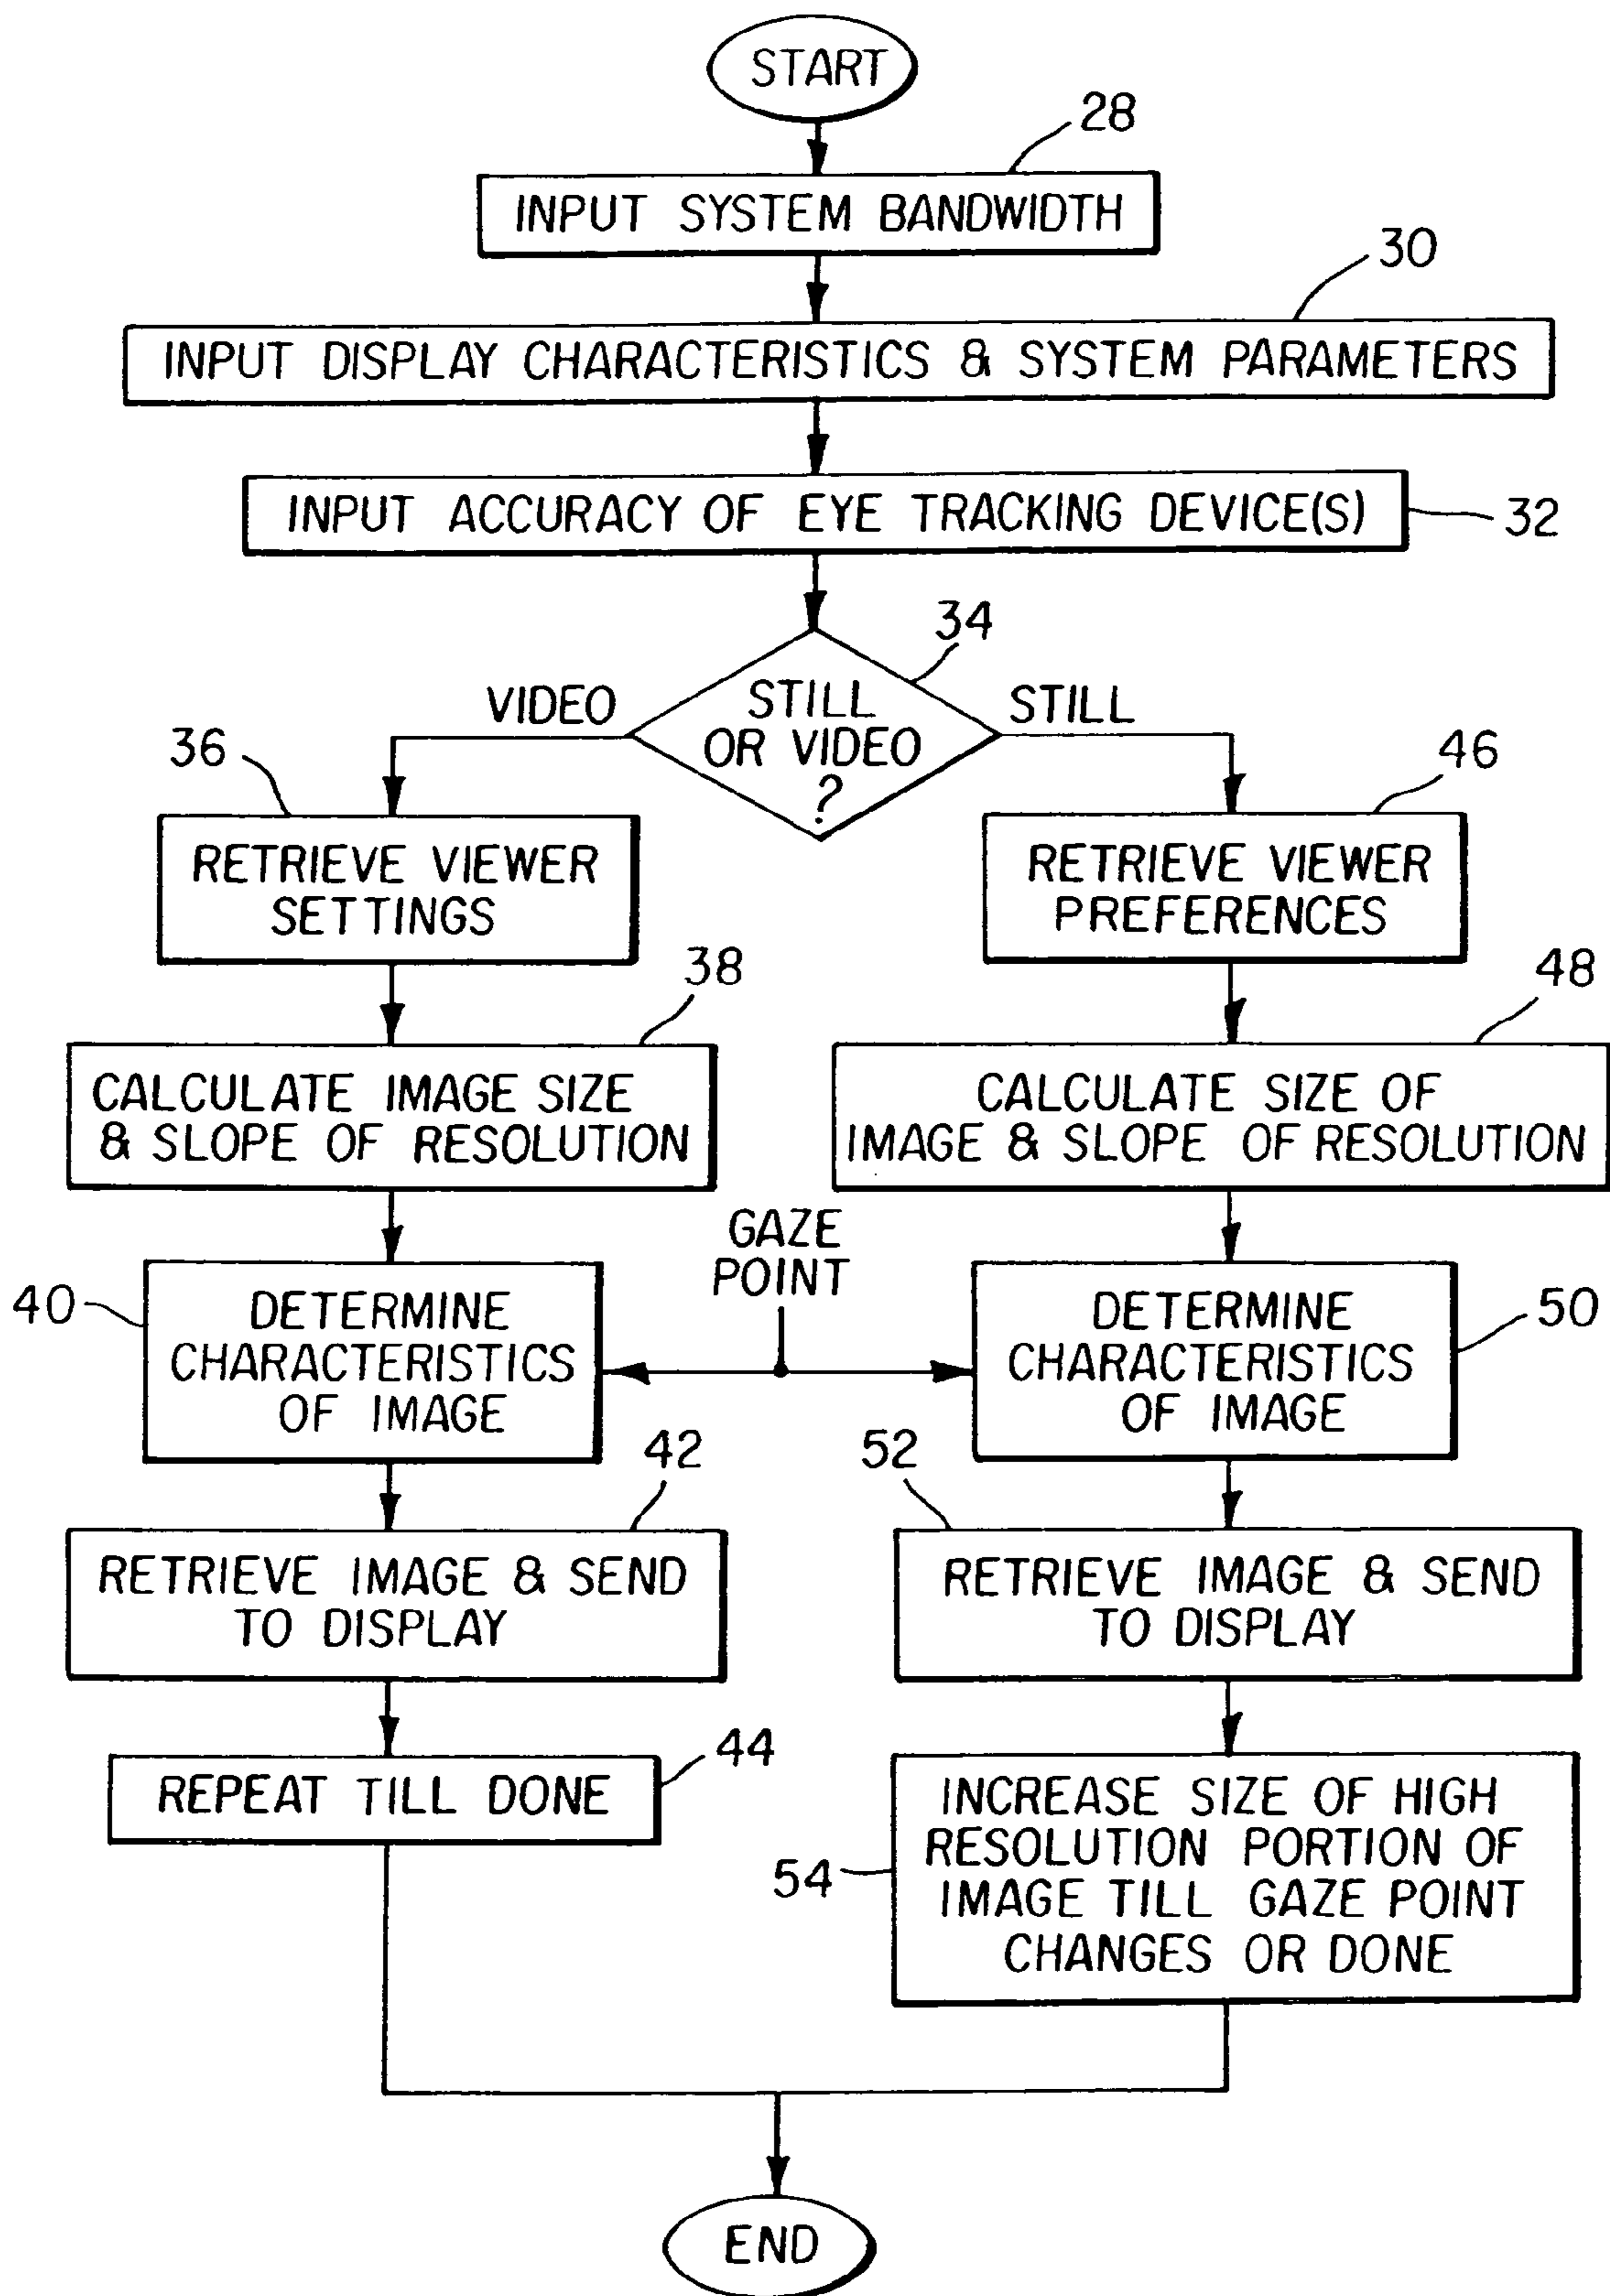 START
28
INPUT SYSTEM BANDWIDTH
30
INPUT DISPLAY CHARACTERISTICS & SYSTEM PARAMETERS
INPUT ACCURACY OF EYE TRACKING DEVICE(S)
32
34
VIDEO
STILL
OR VIDEO
?
STILL
36
RETRIEVE VIEWER
SETTINGS
46
RETRIEVE VIEWER
PREFERENCES
38
CALCULATE IMAGE SIZE
& SLOPE OF RESOLUTION
48
CALCULATE SIZE OF
IMAGE & SLOPE OF RESOLUTION
GAZE
POINT
40
DETERMINE
CHARACTERISTICS
OF IMAGE
50
DETERMINE
CHARACTERISTICS
OF IMAGE
42
RETRIEVE IMAGE & SEND
TO DISPLAY
52
RETRIEVE IMAGE & SEND
TO DISPLAY
44
REPEAT TILL DONE
54
INCREASE SIZE OF HIGH
RESOLUTION PORTION OF
IMAGE TILL GAZE POINT
CHANGES OR DONE
END